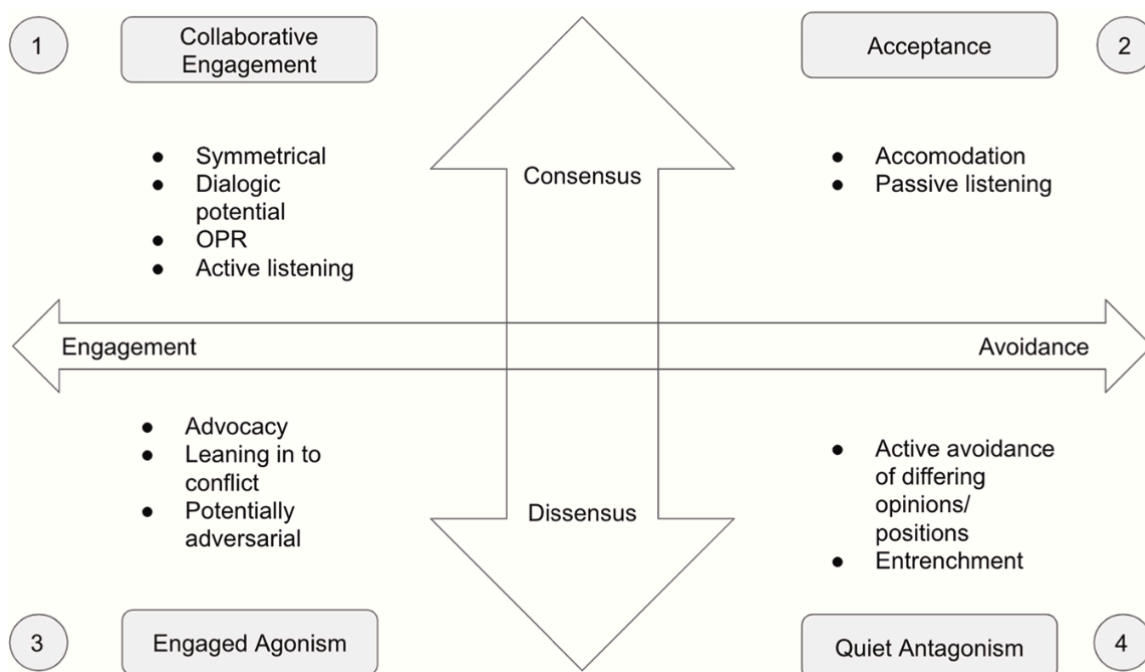 1
Collaborative
Engagement
Acceptance
2
● Symmetrical
● Dialogic
potential
● OPR
● Active listening
Consensus
● Accomodation
● Passive listening
Engagement
Avoidance
● Advocacy
● Leaning in to
conflict
● Potentially
adversarial
Dissensus
● Active avoidance
of differing
opinions/
positions
● Entrenchment
3
Engaged Agonism
Quiet Antagonism
4